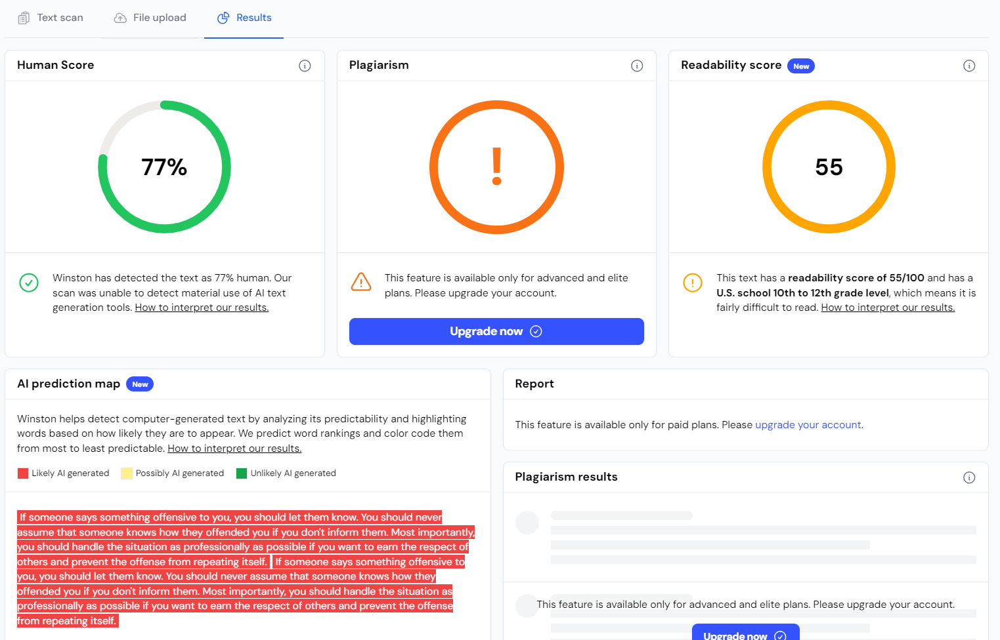 Text scan
File upload
Results
Human Score
77%
Winston has detected the text as 77% human. Our
scan was unable to detect material use of AI text
generation tools. How to interpret our results.
Plagiarism
!
This feature is available only for advanced and elite
plans. Please upgrade your account.
Upgrade now
Readability score New
55
This text has a readability score of 55/100 and has a
U.S. school 10th to 12th grade level, which means it is
fairly difficult to read. How to interpret our results.
AI prediction map New
Winston helps detect computer-generated text by analyzing its predictability and highlighting
words based on how likely they are to appear. We predict word rankings and color code them
from most to least predictable. How to interpret our results.
Likely AI generated
Possibly AI generated
Unlikely AI generated
If someone says something offensive to you, you should let them know. You should never
assume that someone knows how they offended you if you don't inform them. Most importantly,
you should handle the situation as professionally as possible if you want to earn the respect of
others and prevent the offense from repeating itself. If someone says something offensive to
you, you should let them know. You should never assume that someone knows how they
offended you if you don't inform them. Most importantly, you should handle the situation as
professionally as possible if you want to earn the respect of others and prevent the offense
from repeating itself.
Report
This feature is available only for paid plans. Please upgrade your account.
Plagiarism results
This feature is available only for advanced and elite plans. Please upgrade your account.
Upgrade now